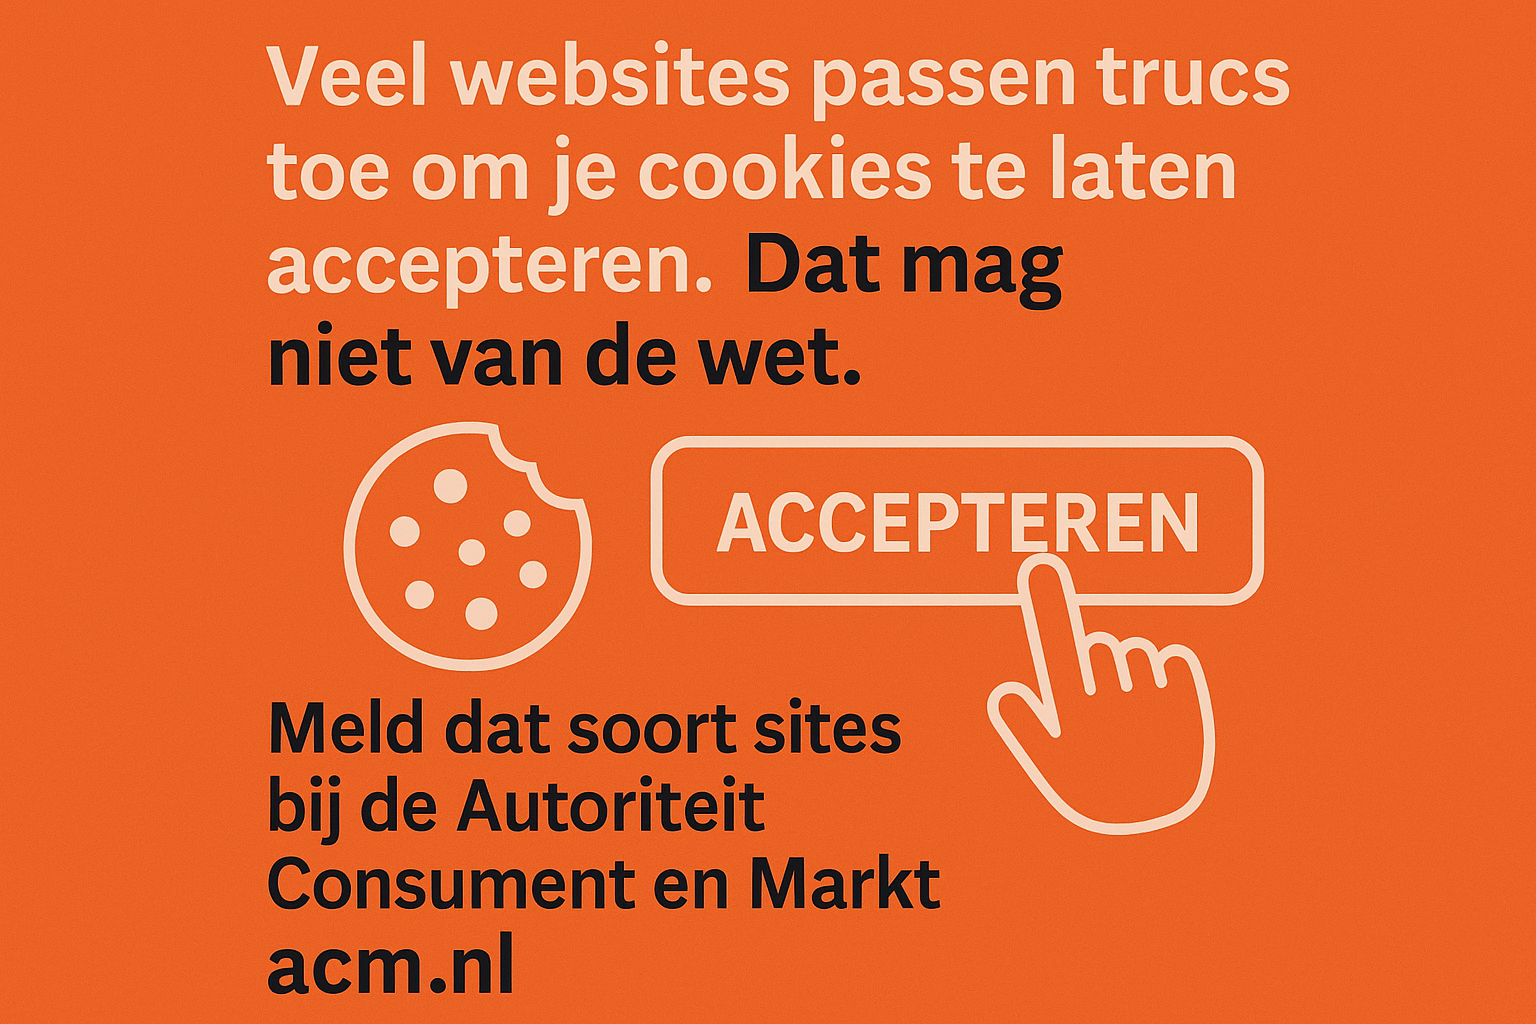 Veel websites passen trucs
toe om je cookies te laten
accepteren. Dat mag
niet van de wet.
ACCEPTEREN
Meld dat soort sites
bij de Autoriteit
Consument en Markt
acm.nl